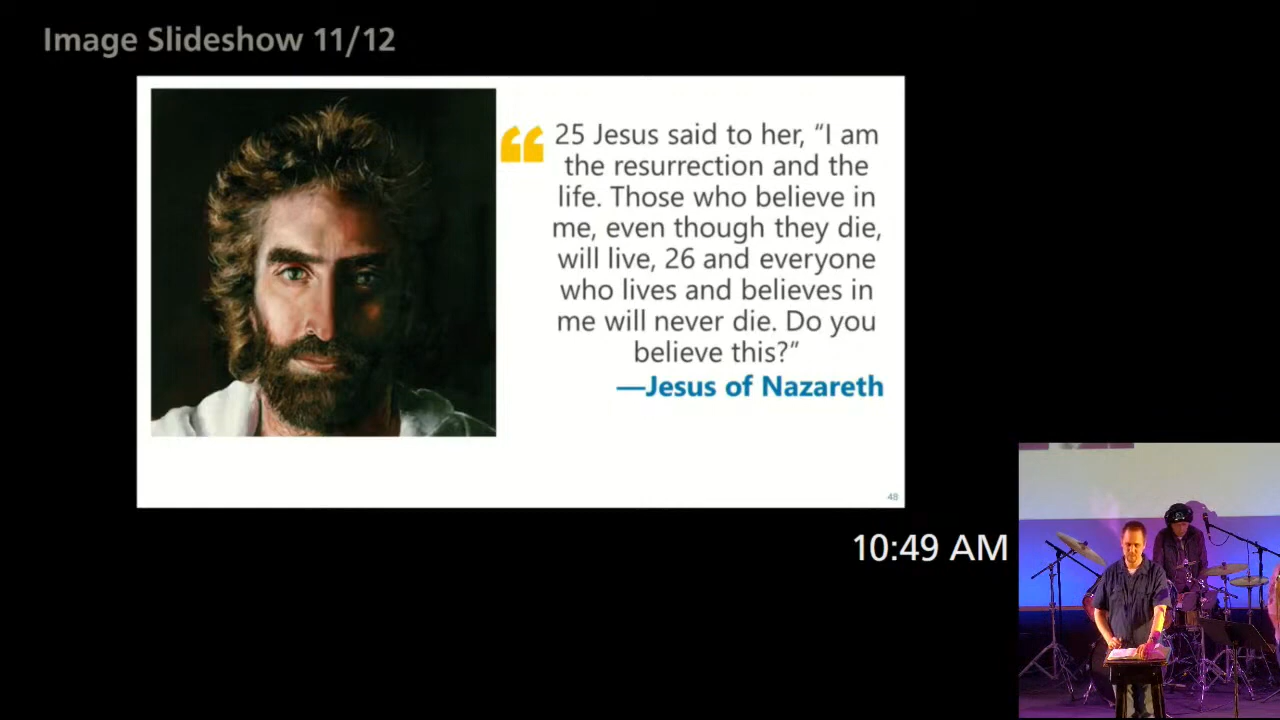 Image Slideshow 11/12
“
25 Jesus said to her, “I am
the resurrection and the
life. Those who believe in
me, even though they die,
will live, 26 and everyone
who lives and believes in
me will never die. Do you
believe this?”
—Jesus of Nazareth
48
10:49 AM